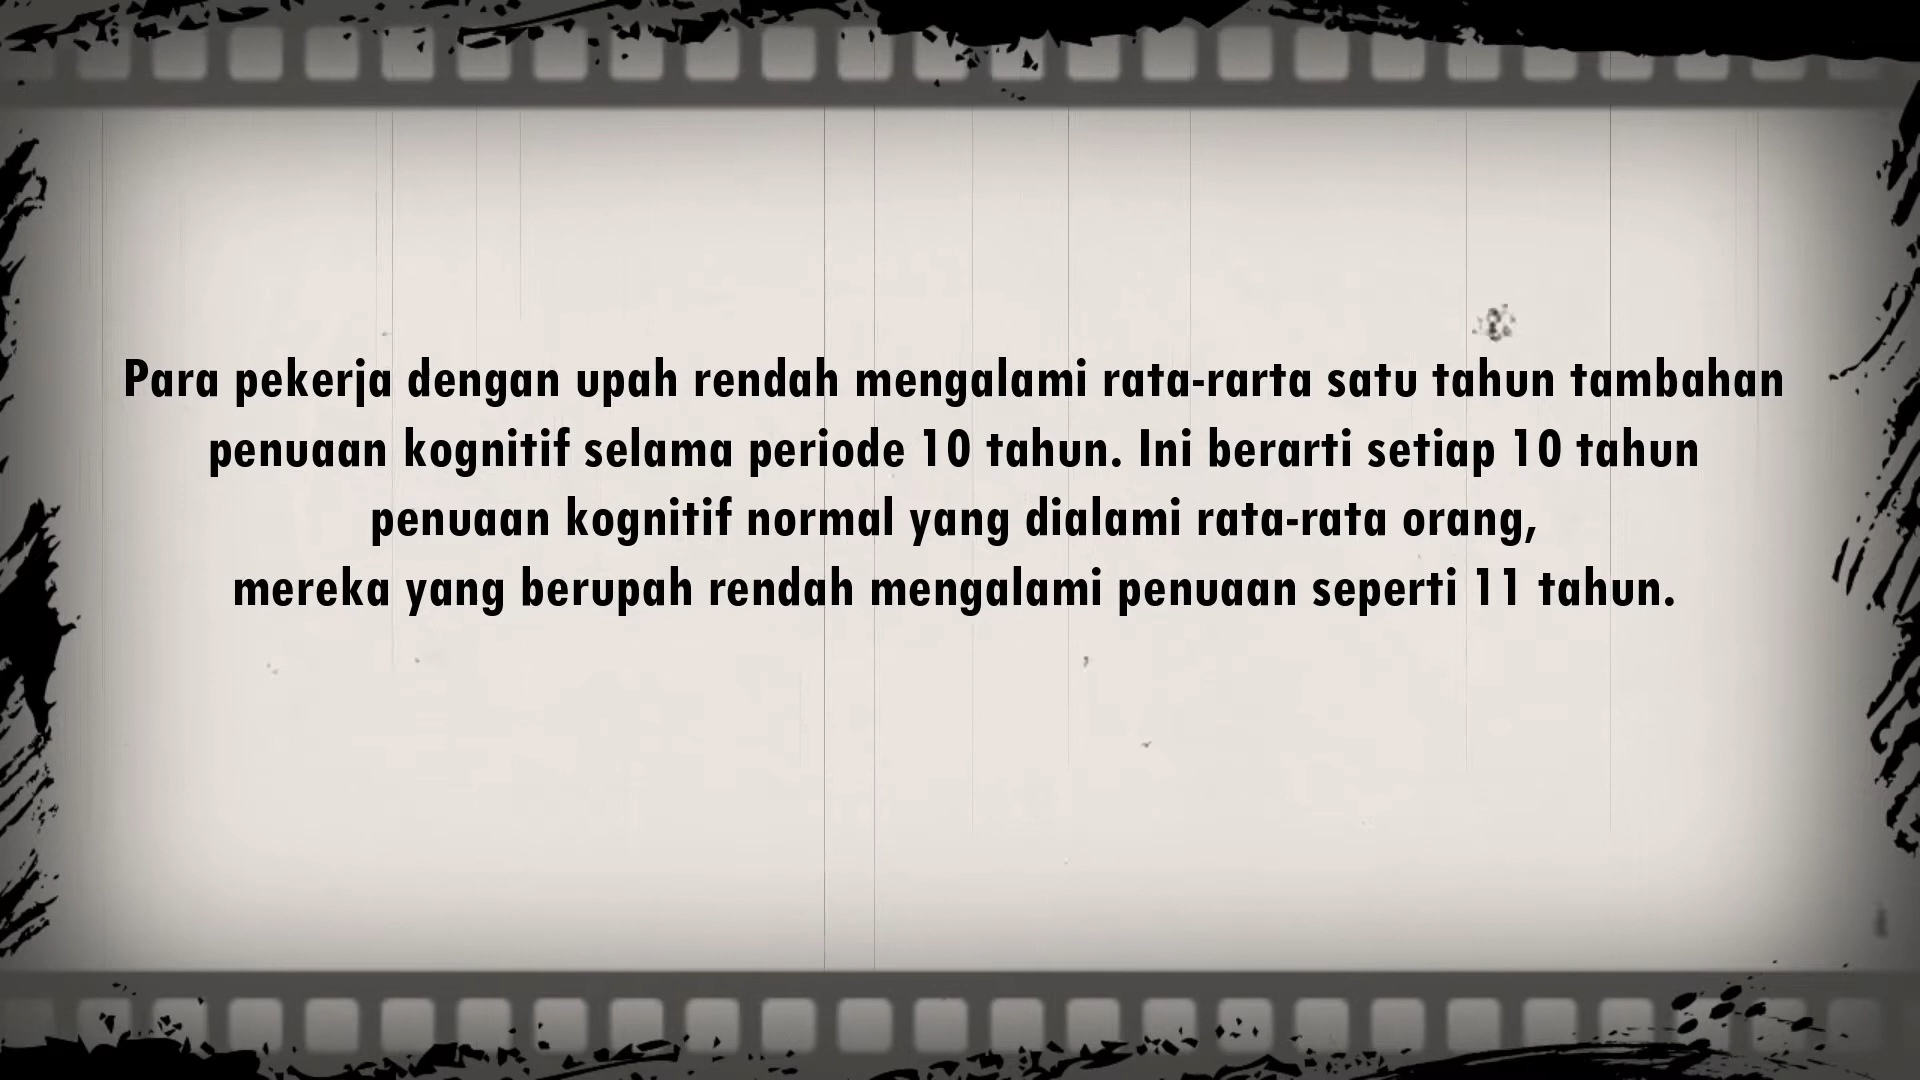 Para pekerja dengan upah rendah mengalami rata-rarta satu tahun tambahan
penuaan kognitif selama periode 10 tahun. Ini berarti setiap 10 tahun
penuaan kognitif normal yang dialami rata-rata orang,
mereka yang berupah rendah mengalami penuaan seperti 11 tahun.